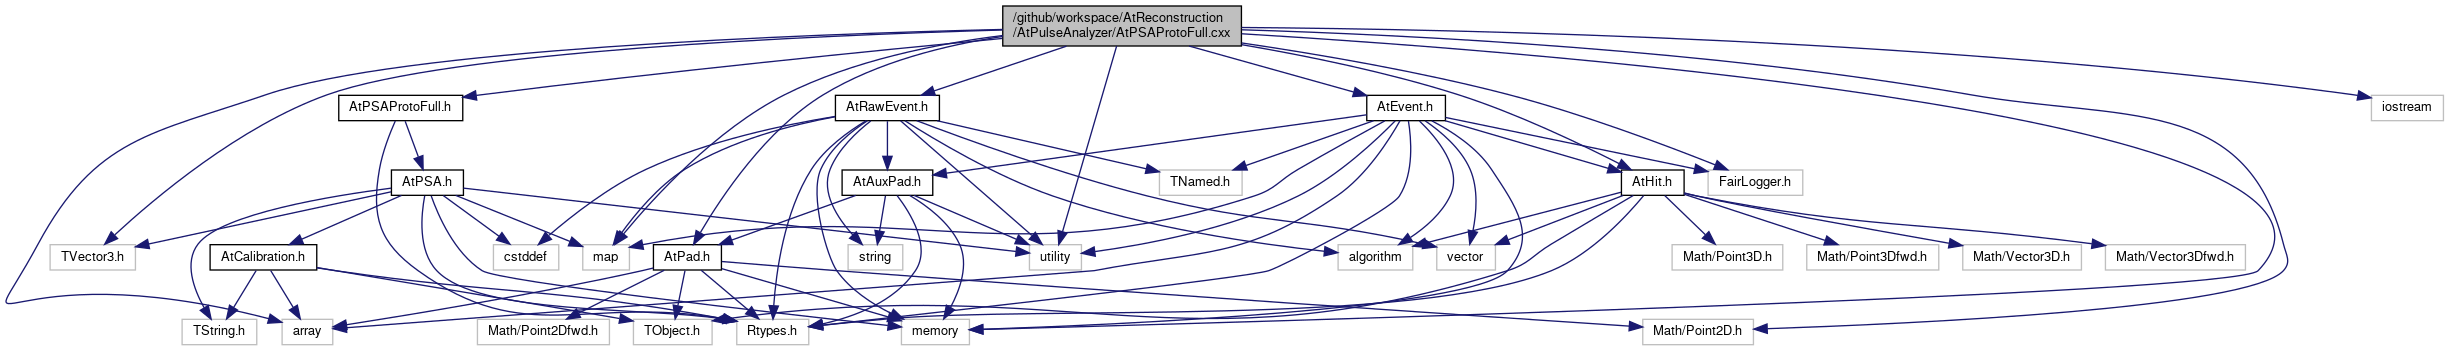 /github/workspace/AtReconstruction
/AtPulseAnalyzer/AtPSAProtoFull.cxx
AtPSAProtoFull.h
AtRawEvent.h
AtEvent.h
iostream
AtPSA.h
AtAuxPad.h
TNamed.h
AtHit.h
FairLogger.h
TVector3.h
AtCalibration.h
cstddef
map
AtPad.h
string
utility
algorithm
vector
Math/Point3D.h
Math/Point3Dfwd.h
Math/Vector3D.h
Math/Vector3Dfwd.h
TString.h
array
Math/Point2Dfwd.h
TObject.h
Rtypes.h
memory
Math/Point2D.h